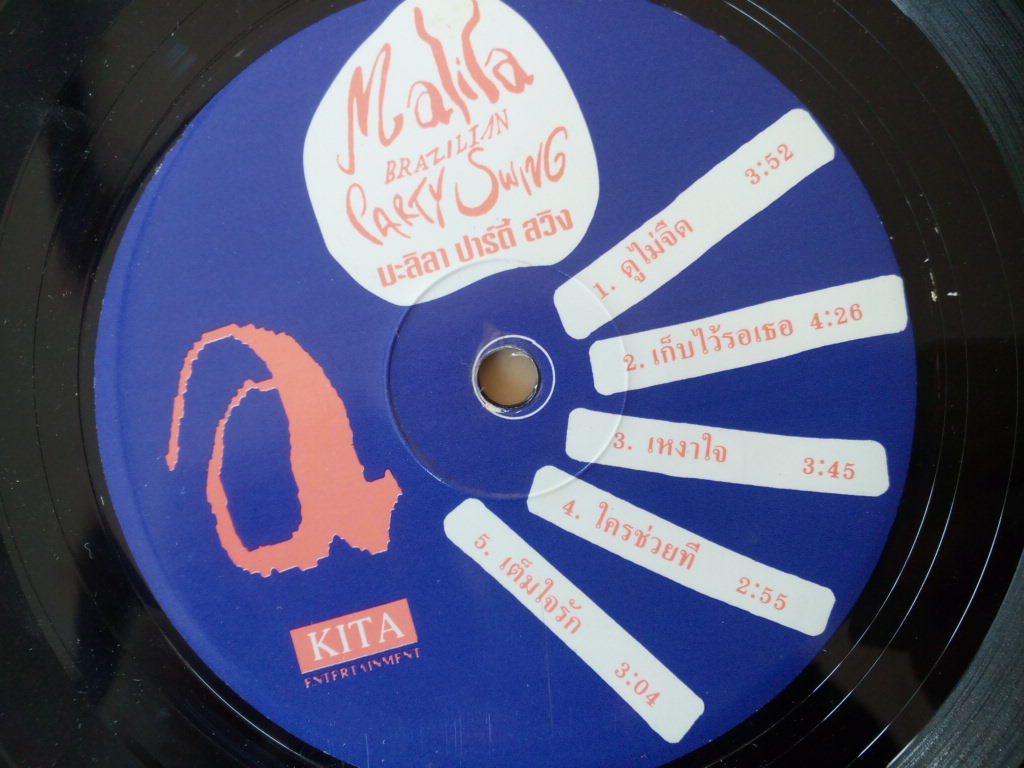 Malila
BRAZILIAN
PARTY SWING
มะลิลา ปาร์ตี้ สวิง
1. ดูไม่จืด 3:52
2. เก็บไว้รอเธอ 4:26
3. เหงาใจ 3:45
4. ใครช่วยที 2:55
5. เต็มใจรัก 3:04
a
KITA
ENTERTAINMENT